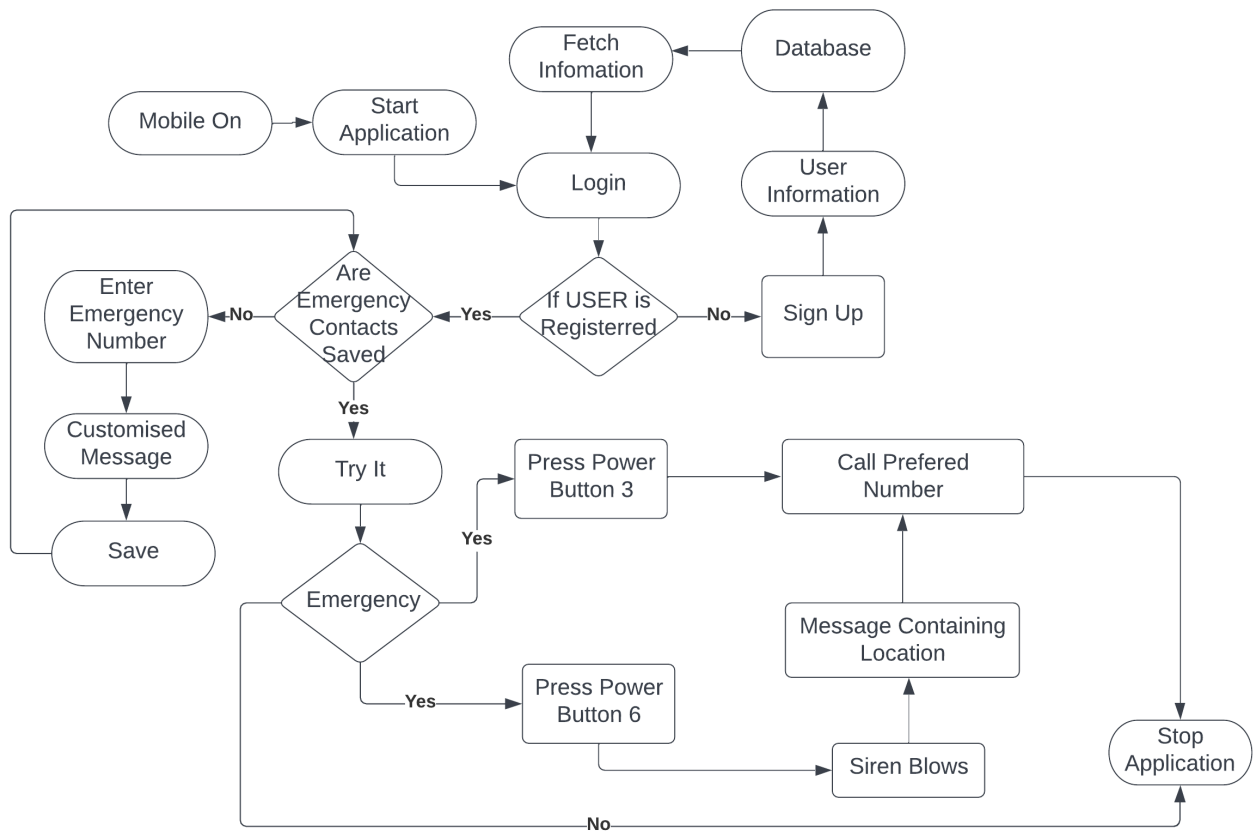 Fetch
Infomation
Database
Mobile On
Start
Application
Login
User
Information
Are
Emergency
Contacts
Saved
Enter
Emergency
Number
No
Yes
If USER is
Registerred
No
Sign Up
Yes
Customised
Message
Try It
Press Power
Button 3
Call Prefered
Number
Save
Yes
Emergency
Message Containing
Location
Yes
Press Power
Button 6
Siren Blows
Stop
Application
No